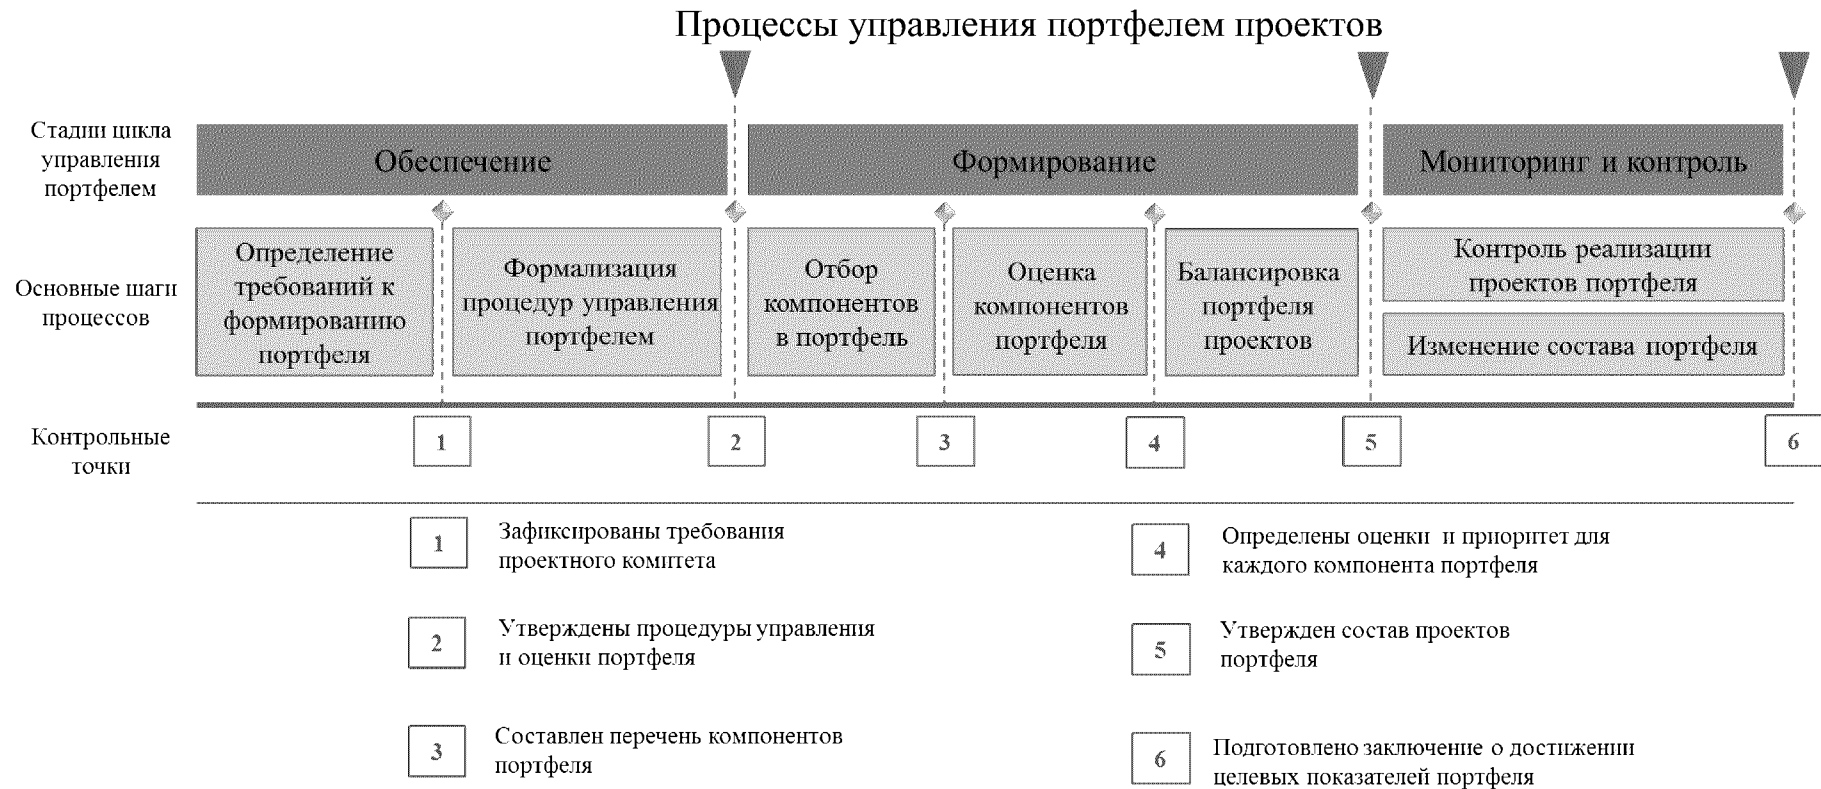 Процессы управления портфелем проектов
Стадии цикла
управления
портфелем
Обеспечение
Формирование
Мониторинг и контроль
Основные шаги
процессов
Определение
требований к
формированию
портфеля
Формализация
процедур управления
портфелем
Отбор
компонентов
в портфель
Оценка
компонентов
портфеля
Балансировка
портфеля
проектов
Контроль реализации
проектов портфеля
Изменение состава портфеля
Контрольные
точки
1
2
3
4
5
6
1
Зафиксированы требования
проектного комитета
2
Утверждены процедуры управления
и оценки портфеля
3
Составлен перечень компонентов
портфеля
4
Определены оценки и приоритет для
каждого компонента портфеля
5
Утвержден состав проектов
портфеля
6
Подготовлено заключение о достижении
целевых показателей портфеля